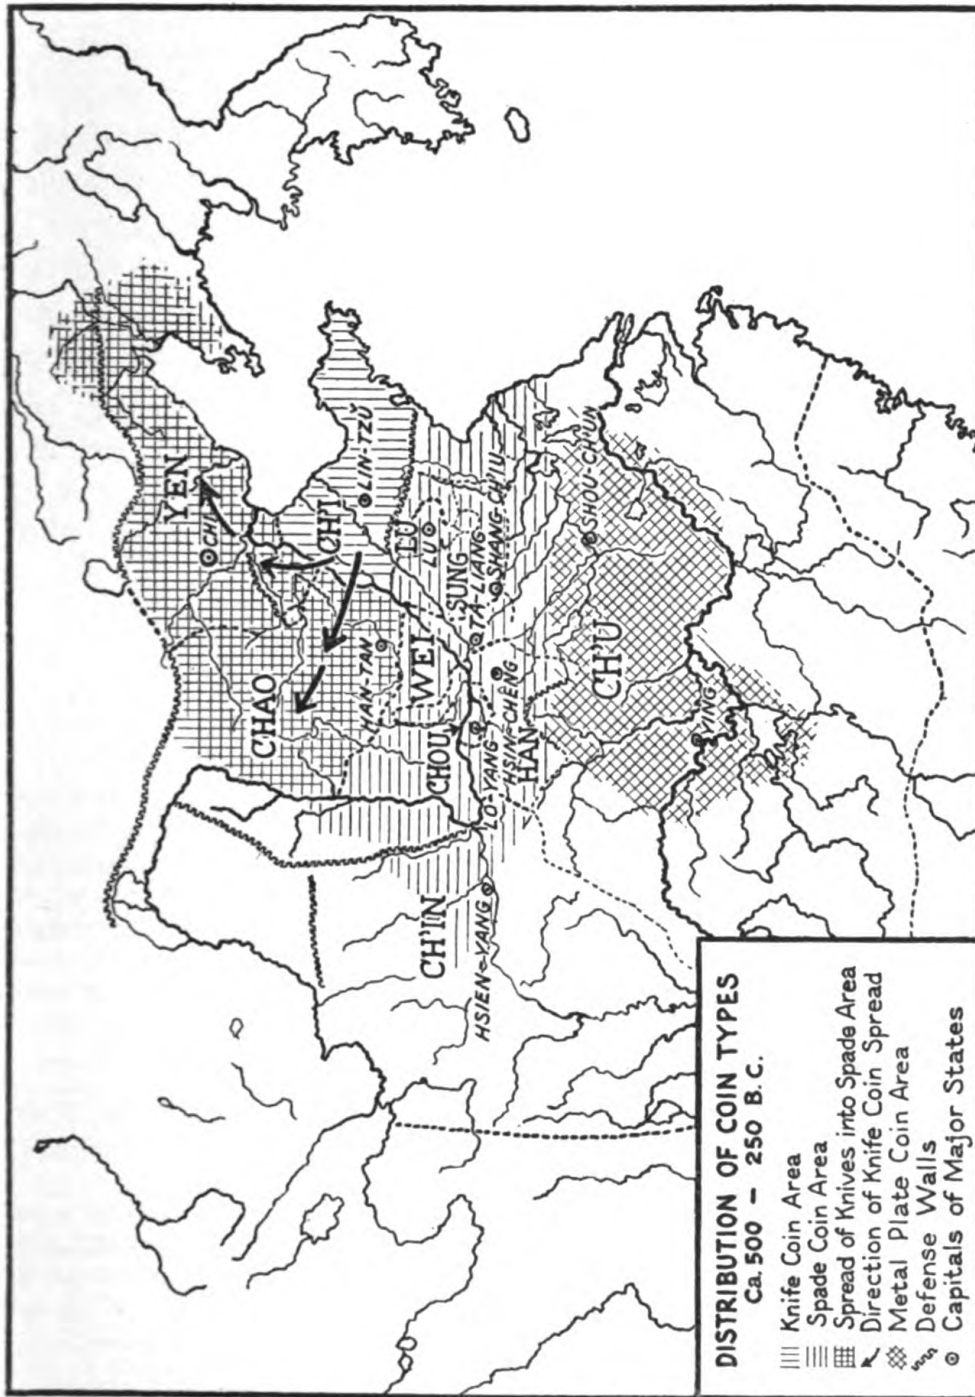 YEN
CHI
CHAO
CH'I
LIN-TZŬ
HAN-TAN
LU
LU
WEI
SUNG
CHOU
TA-LIANG
SHANG-CH'IU
CH'IN
HSIEN-YANG
LO-YANG
HSIN-CHENG
HAN
SHOU-CHUN
CH'U
YING
DISTRIBUTION OF COIN TYPES
Ca. 500 – 250 B.C.
Knife Coin Area
Spade Coin Area
Spread of Knives into Spade Area
Direction of Knife Coin Spread
Metal Plate Coin Area
Defense Walls
Capitals of Major States